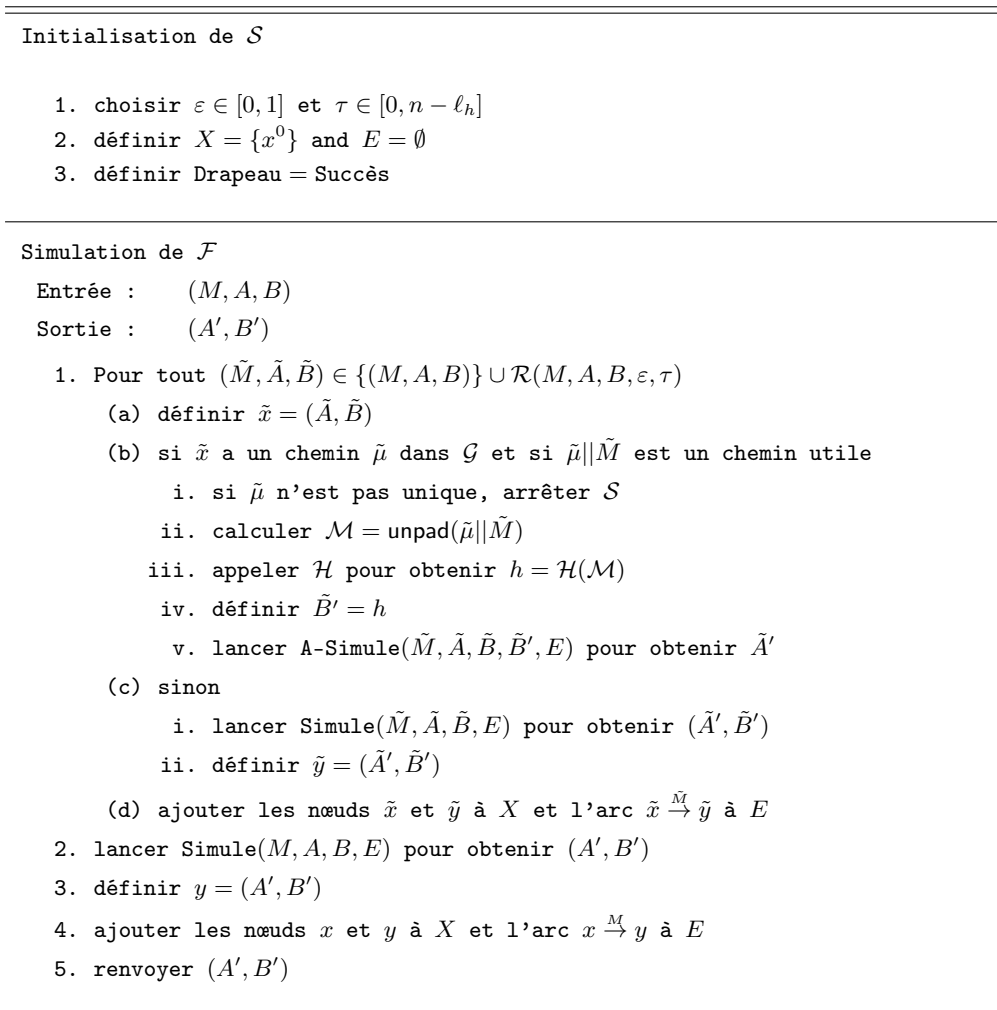 Initialisation de 𝒮
1. choisir ε ∈ [0, 1] et τ ∈ [0, n − ℓ_h]
2. définir X = {x⁰} and E = ∅
3. définir Drapeau = Succès
Simulation de ℱ
Entrée : (M, A, B)
Sortie : (A′, B′)
1. Pour tout (M̃, Ã, B̃) ∈ {(M, A, B)} ∪ ℛ(M, A, B, ε, τ)
(a) définir x̃ = (Ã, B̃)
(b) si x̃ a un chemin μ̃ dans 𝒢 et si μ̃||M̃ est un chemin utile
i. si μ̃ n'est pas unique, arrêter 𝒮
ii. calculer ℳ = unpad(μ̃||M̃)
iii. appeler ℋ pour obtenir h = ℋ(ℳ)
iv. définir B̃′ = h
v. lancer A-Simule(M̃, Ã, B̃, B̃′, E) pour obtenir Ã′
(c) sinon
i. lancer Simule(M̃, Ã, B̃, E) pour obtenir (Ã′, B̃′)
ii. définir ỹ = (Ã′, B̃′)
(d) ajouter les nœuds x̃ et ỹ à X et l'arc x̃ →^M̃ ỹ à E
2. lancer Simule(M, A, B, E) pour obtenir (A′, B′)
3. définir y = (A′, B′)
4. ajouter les nœuds x et y à X et l'arc x →^M y à E
5. renvoyer (A′, B′)